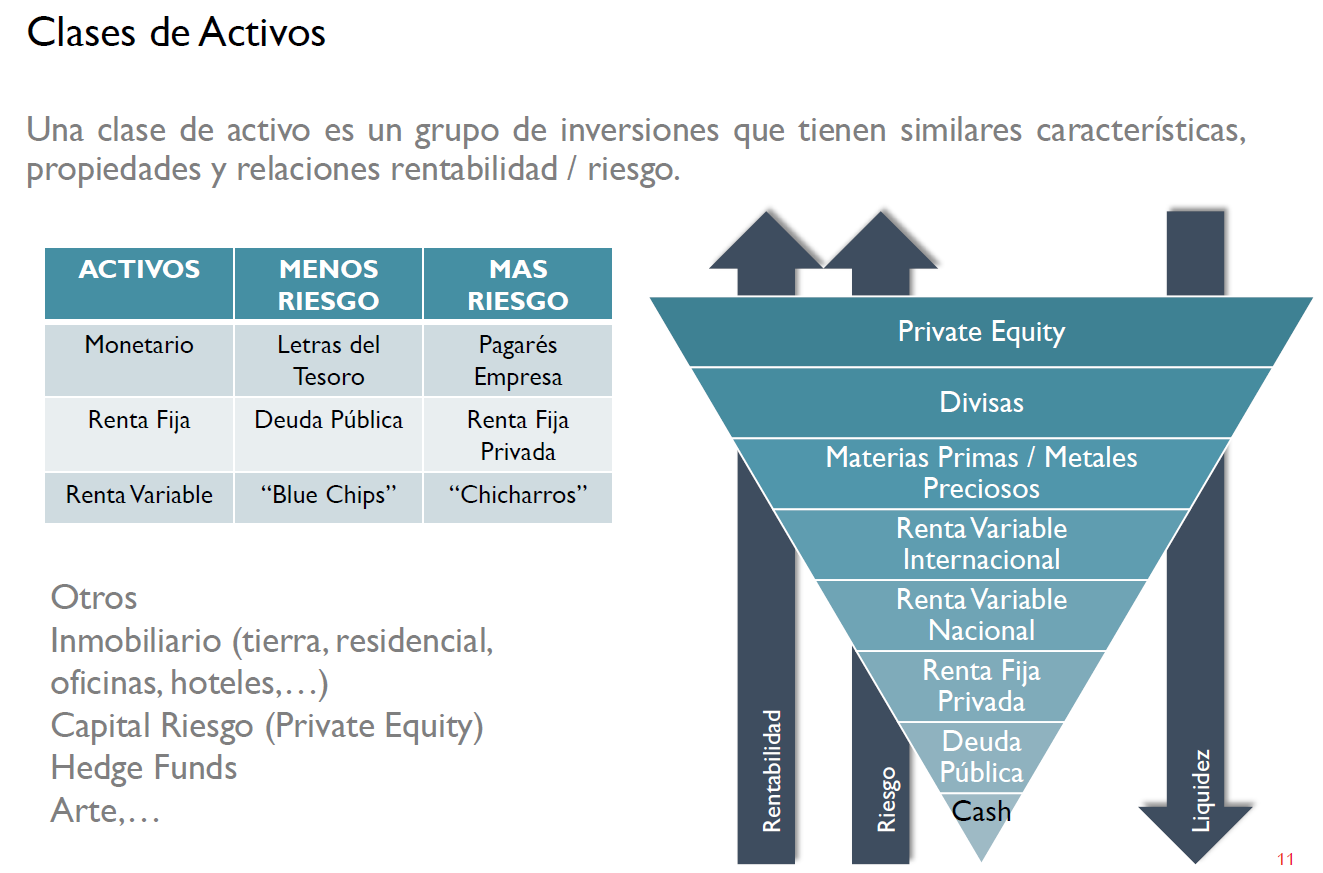 Clases de Activos
Una clase de activo es un grupo de inversiones que tienen similares características,
propiedades y relaciones rentabilidad / riesgo.
ACTIVOS
MENOS
RIESGO
MAS
RIESGO
Monetario
Letras del
Tesoro
Pagarés
Empresa
Renta Fija
Deuda Pública
Renta Fija
Privada
Renta Variable
“Blue Chips”
“Chicharros”
Otros
Inmobiliario (tierra, residencial,
oficinas, hoteles,…)
Capital Riesgo (Private Equity)
Hedge Funds
Arte,…
Private Equity
Divisas
Materias Primas / Metales
Preciosos
Renta Variable
Internacional
Renta Variable
Nacional
Renta Fija
Privada
Deuda
Pública
Cash
Rentabilidad
Riesgo
Liquidez
11